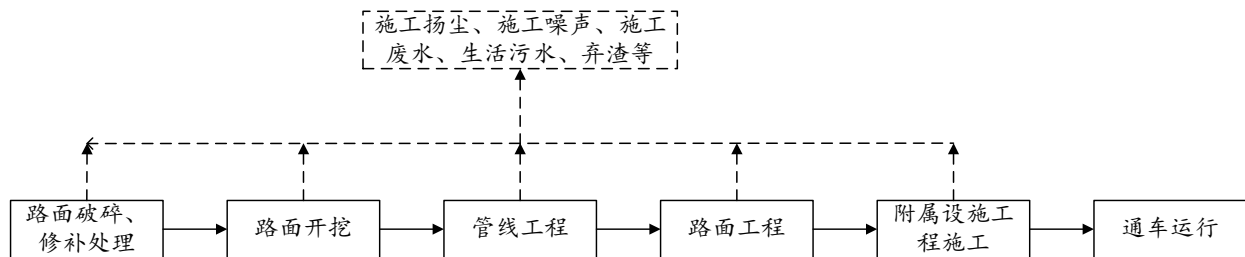 施工扬尘、施工噪声、施工
废水、生活污水、弃渣等
路面破碎、
修补处理
路面开挖
管线工程
路面工程
附属设施工
程施工
通车运行